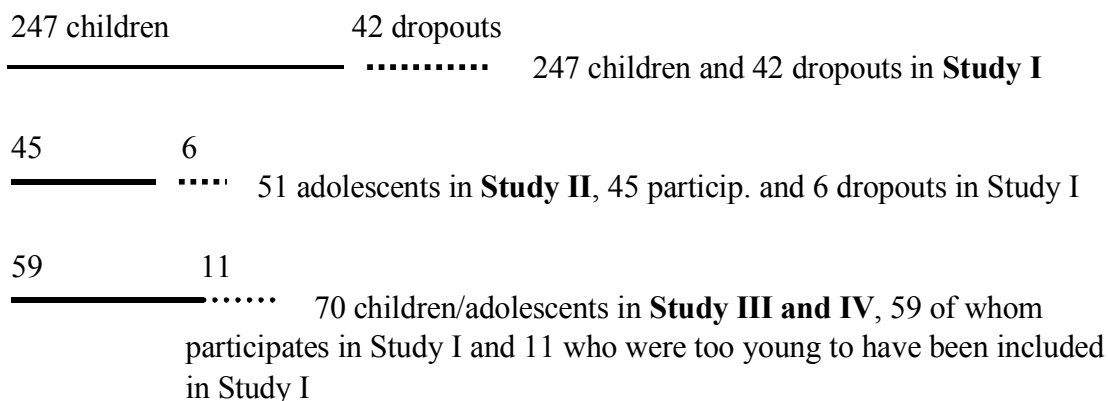 247 children 42 dropouts
247 children and 42 dropouts in Study I
45 6
51 adolescents in Study II, 45 particip. and 6 dropouts in Study I
59 11
70 children/adolescents in Study III and IV, 59 of whom
participates in Study I and 11 who were too young to have been included
in Study I